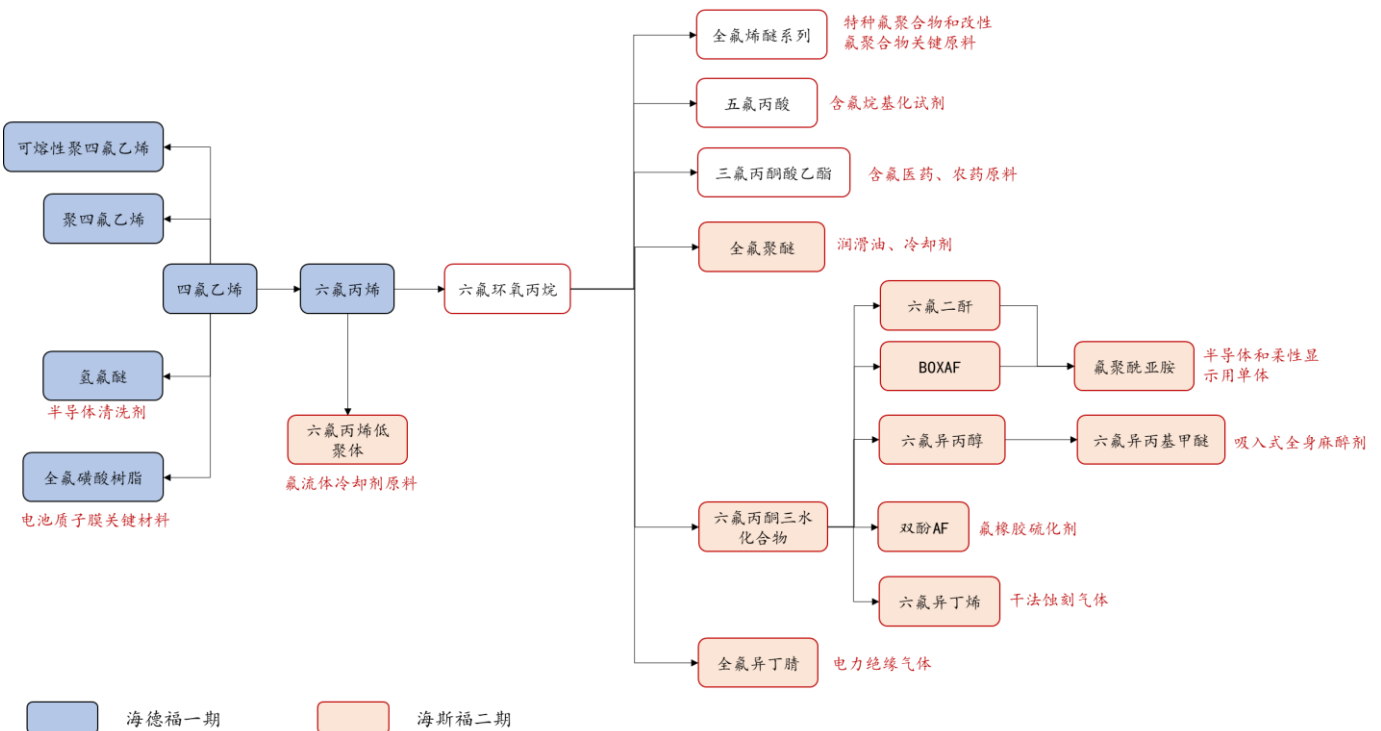 全氟烯醚系列
特种氟聚合物和改性
氟聚合物关键原料
五氟丙酸
含氟烷基化试剂
可熔性聚四氟乙烯
三氟丙酮酸乙酯
含氟医药、农药原料
聚四氟乙烯
全氟聚醚
润滑油、冷却剂
四氟乙烯
六氟丙烯
六氟环氧丙烷
六氟二酐
BOXAF
氟聚酰亚胺
半导体和柔性显
示用单体
氢氟醚
半导体清洗剂
六氟丙烯低
聚体
氟流体冷却剂原料
六氟异丙醇
六氟异丙基甲醚
吸入式全身麻醉剂
全氟磺酸树脂
电池质子膜关键材料
六氟丙酮三水
化合物
双酚AF
氟橡胶硫化剂
六氟异丁烯
干法蚀刻气体
全氟异丁腈
电力绝缘气体
海德福一期
海斯福二期